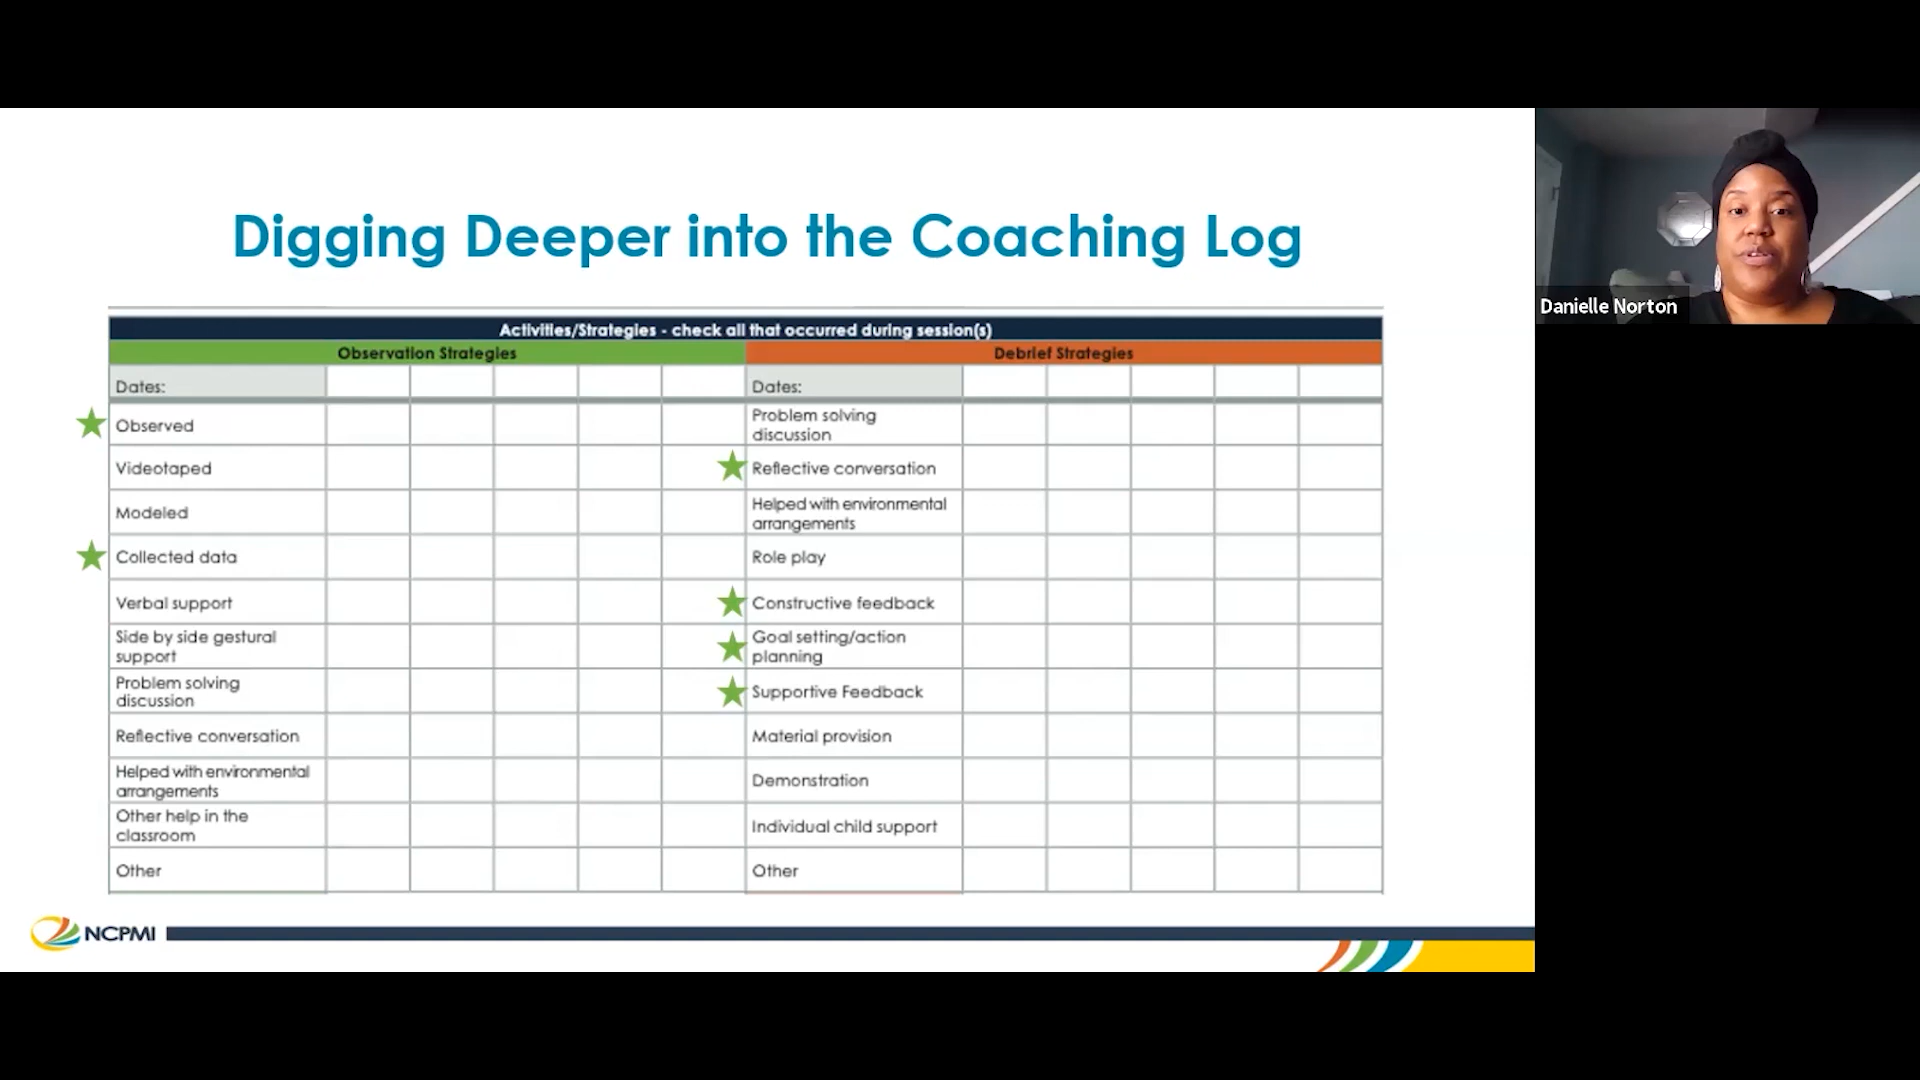 Digging Deeper into the Coaching Log
Activities/Strategies - check all that occurred during session(s)
Observation Strategies
Debrief Strategies
Dates:
Dates:
Observed
Problem solving
discussion
Videotaped
Reflective conversation
Modeled
Helped with environmental
arrangements
Collected data
Role play
Verbal support
Constructive feedback
Side by side gestural
support
Goal setting/action
planning
Problem solving
discussion
Supportive Feedback
Reflective conversation
Material provision
Helped with environmental
arrangements
Demonstration
Other help in the
classroom
Individual child support
Other
Other
NCPMI
Danielle Norton